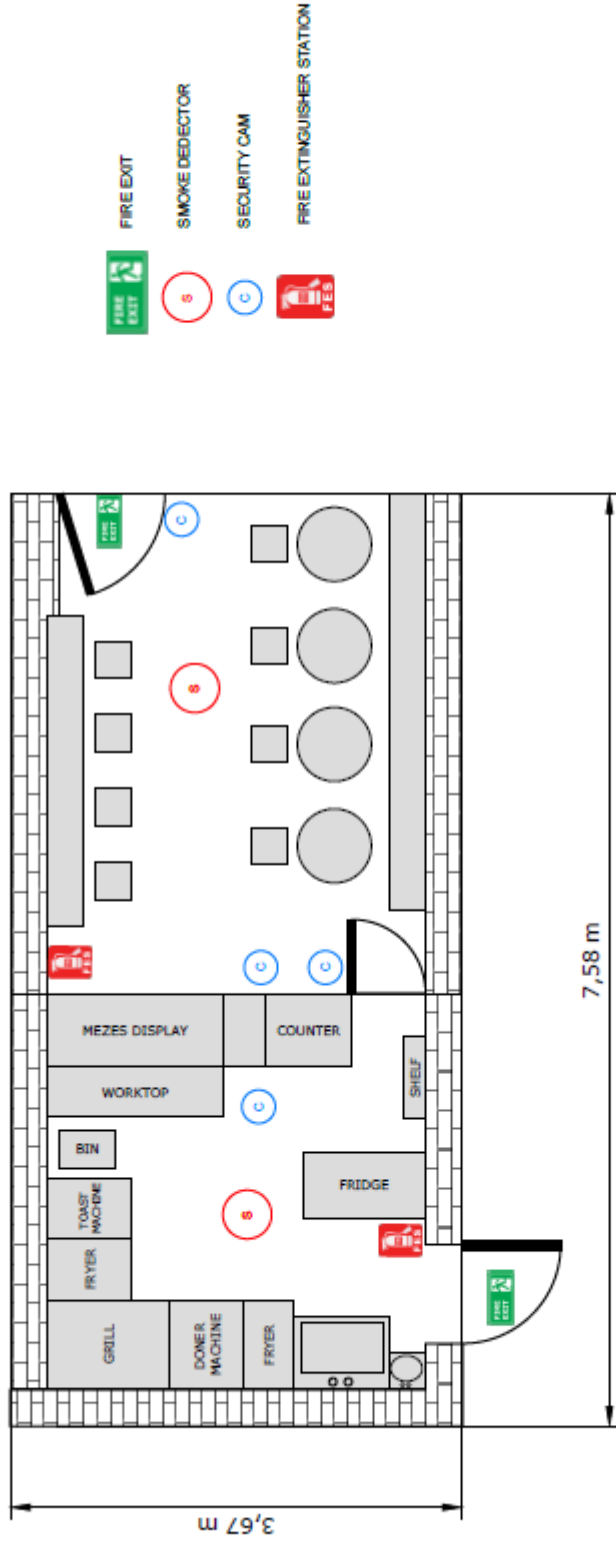 FIRE EXIT
FIRE
EXIT
SMOKE DEDECTOR
S
SECURITY CAM
C
FIRE EXTINGUISHER STATION
FES
FIRE
EXIT
C
S
FES
C
C
MEZES DISPLAY
COUNTER
WORKTOP
C
SHELF
BIN
TOAST
MACHINE
FRYER
S
FRIDGE
FES
GRILL
DONER
MACHINE
FRYER
FIRE
EXIT
7,58 m
3,67 m